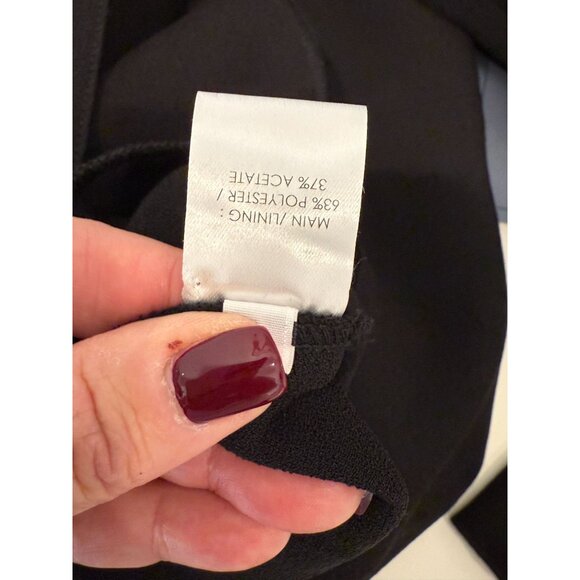 MAIN /LINING :
63% POLYESTER /
37% ACETATE